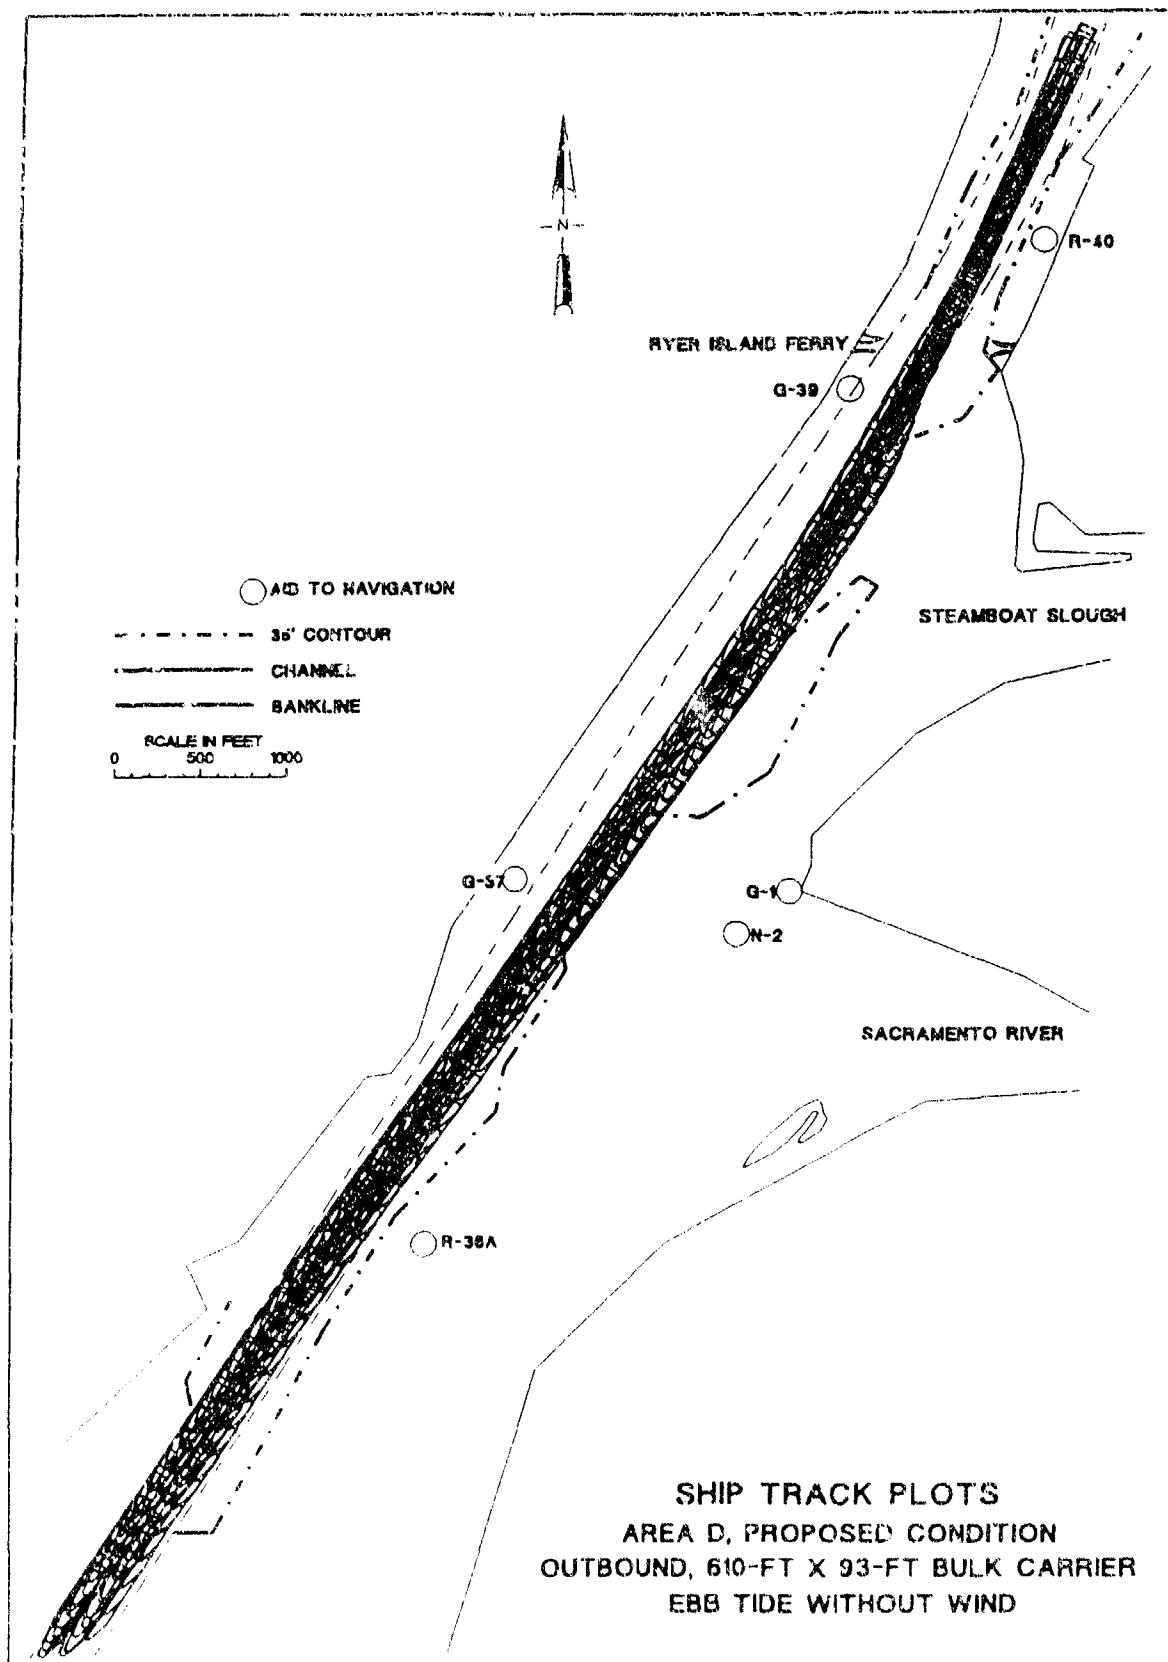 N
R-40
RYER ISLAND FERRY
G-39
AID TO NAVIGATION
STEAMBOAT SLOUGH
35' CONTOUR
CHANNEL
BANKLINE
SCALE IN FEET
0 500 1000
G-37
G-1
N-2
SACRAMENTO RIVER
R-38A
SHIP TRACK PLOTS
AREA D, PROPOSED CONDITION
OUTBOUND, 610-FT X 93-FT BULK CARRIER
EBB TIDE WITHOUT WIND